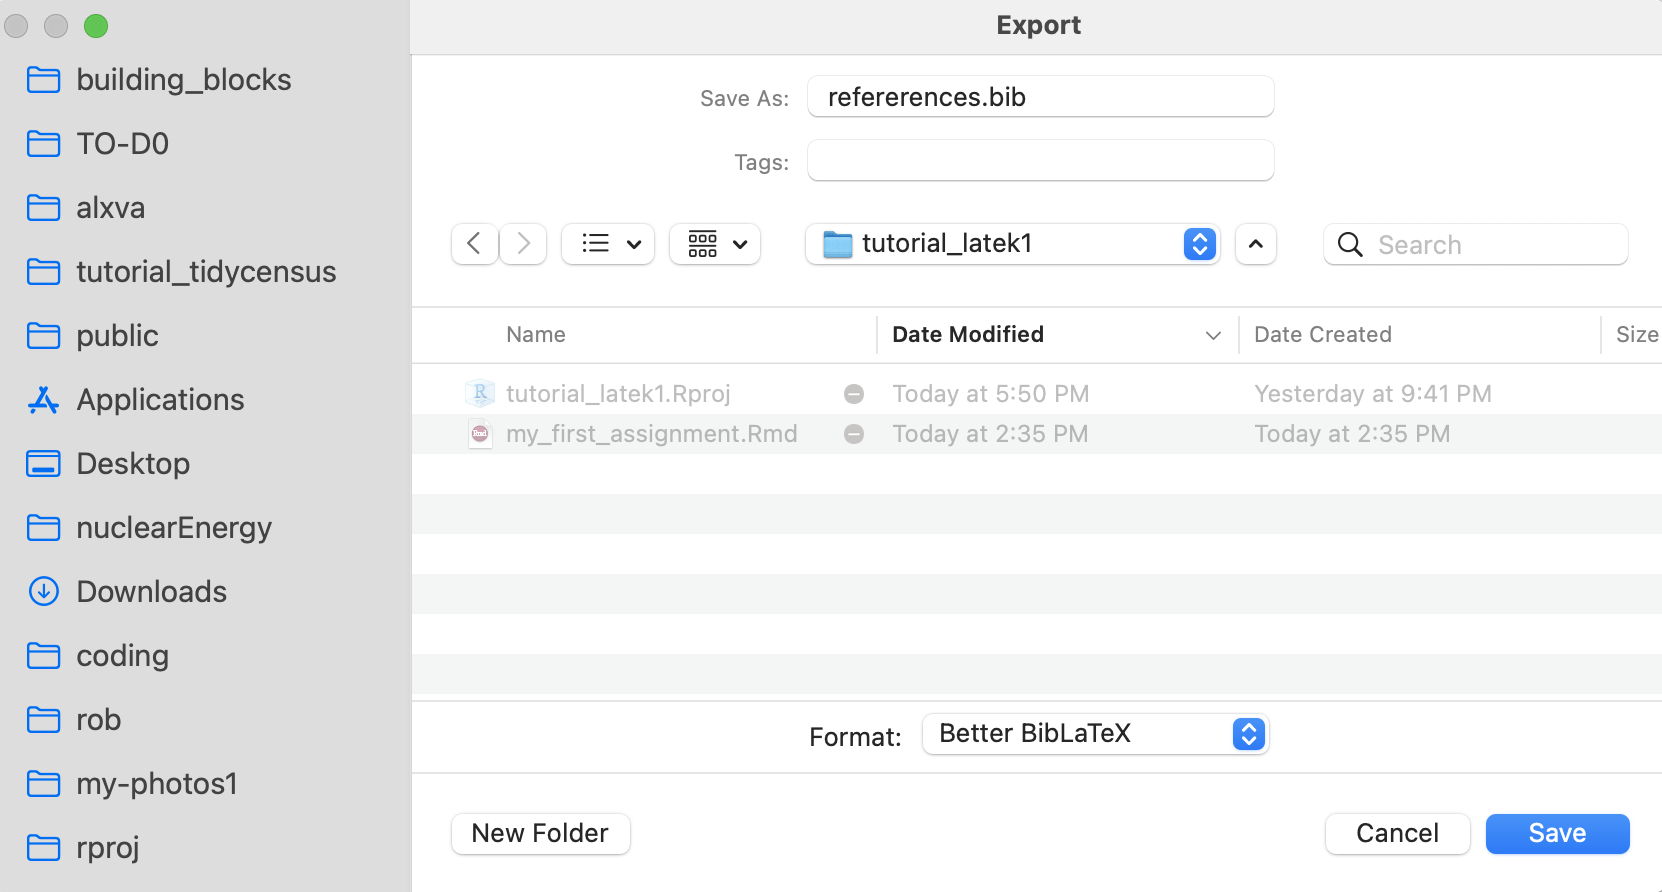 Export
building_blocks
TO-D0
alxva
tutorial_tidycensus
public
Applications
Desktop
nuclearEnergy
Downloads
coding
rob
my-photos1
rproj
Save As: refererences.bib
Tags:
tutorial_latek1
Search
Name Date Modified Date Created Size
R tutorial_latek1.Rproj Today at 5:50 PM Yesterday at 9:41 PM
Rmd my_first_assignment.Rmd Today at 2:35 PM Today at 2:35 PM
Format: Better BibLaTeX
New Folder Cancel Save